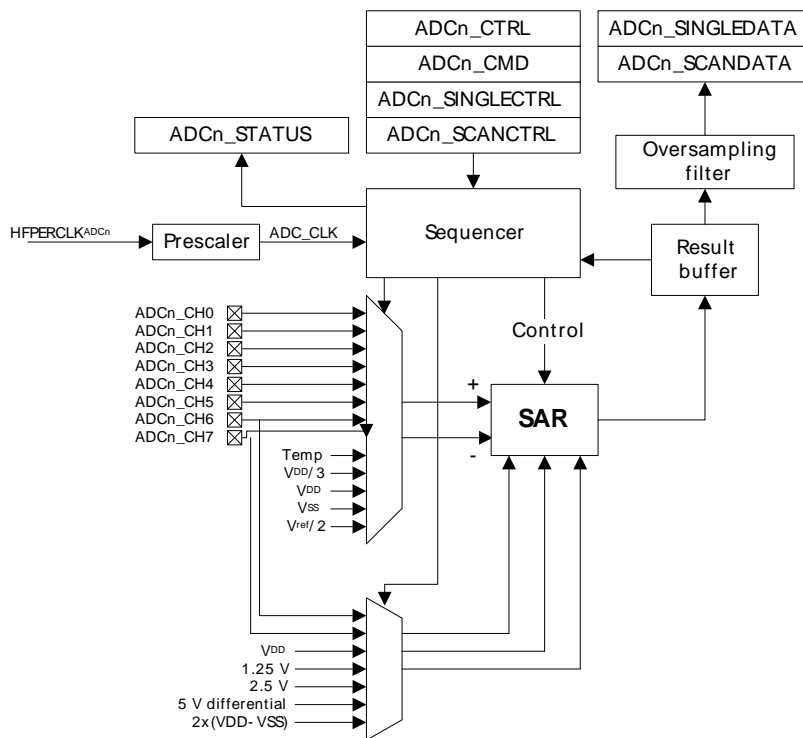 ADCn_CTRL
ADCn_CMD
ADCn_SINGLECTRL
ADCn_SCANCTRL
ADCn_SINGLEDATA
ADCn_SCANDATA
ADCn_STATUS
Oversampling
filter
HFPERCLKADCn
Prescaler
ADC_CLK
Sequencer
Result
buffer
ADCn_CH0
ADCn_CH1
ADCn_CH2
ADCn_CH3
ADCn_CH4
ADCn_CH5
ADCn_CH6
ADCn_CH7
Control
+
SAR
-
Temp
VDD/3
VDD
VSS
Vref/2
VDD
1.25 V
2.5 V
5 V differential
2x(VDD-VSS)